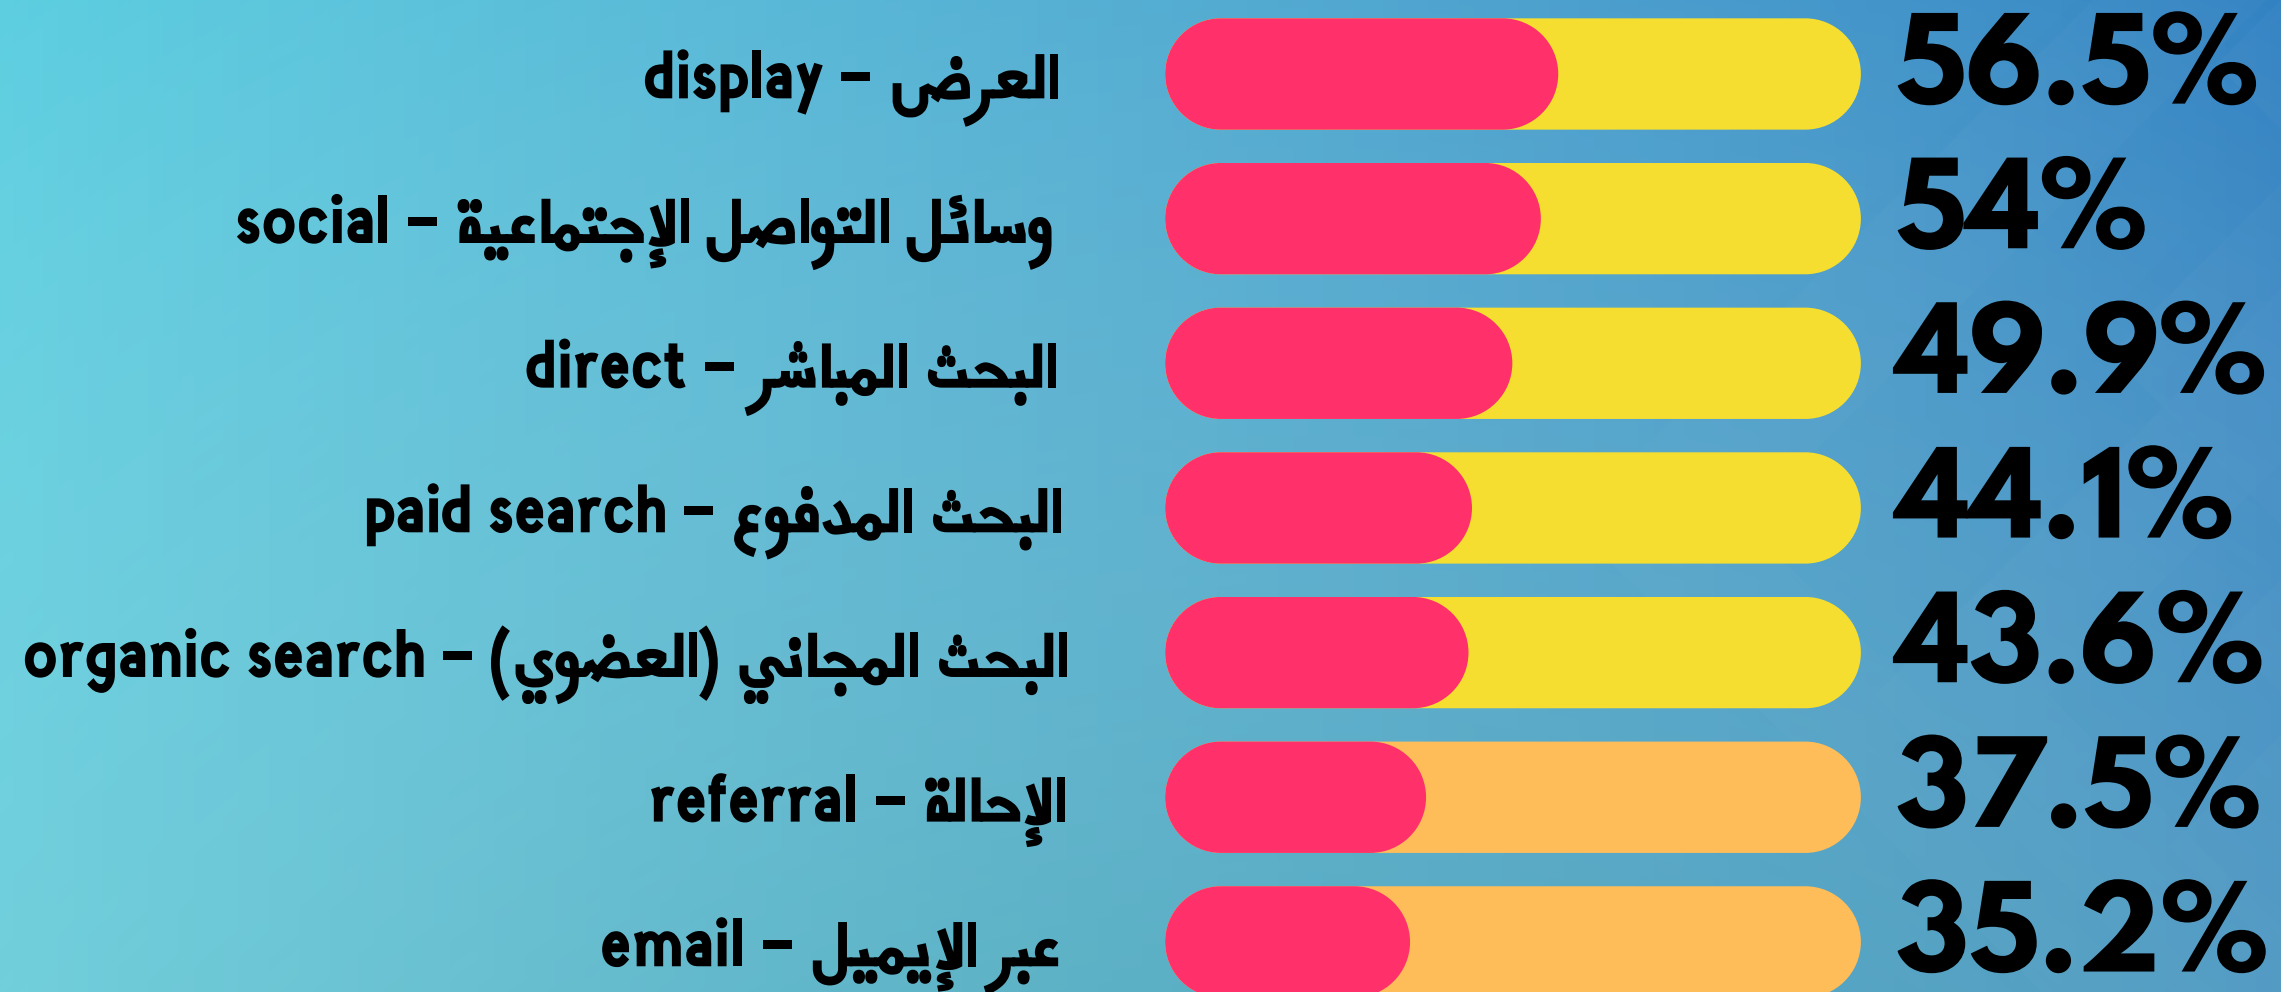 العرض - display 56.5%
وسائل التواصل الإجتماعية - social 54%
البحث المباشر - direct 49.9%
البحث المدفوع - paid search 44.1%
البحث المجاني (العضوي) - organic search 43.6%
الإحالة - referral 37.5%
عبر الإيميل - email 35.2%